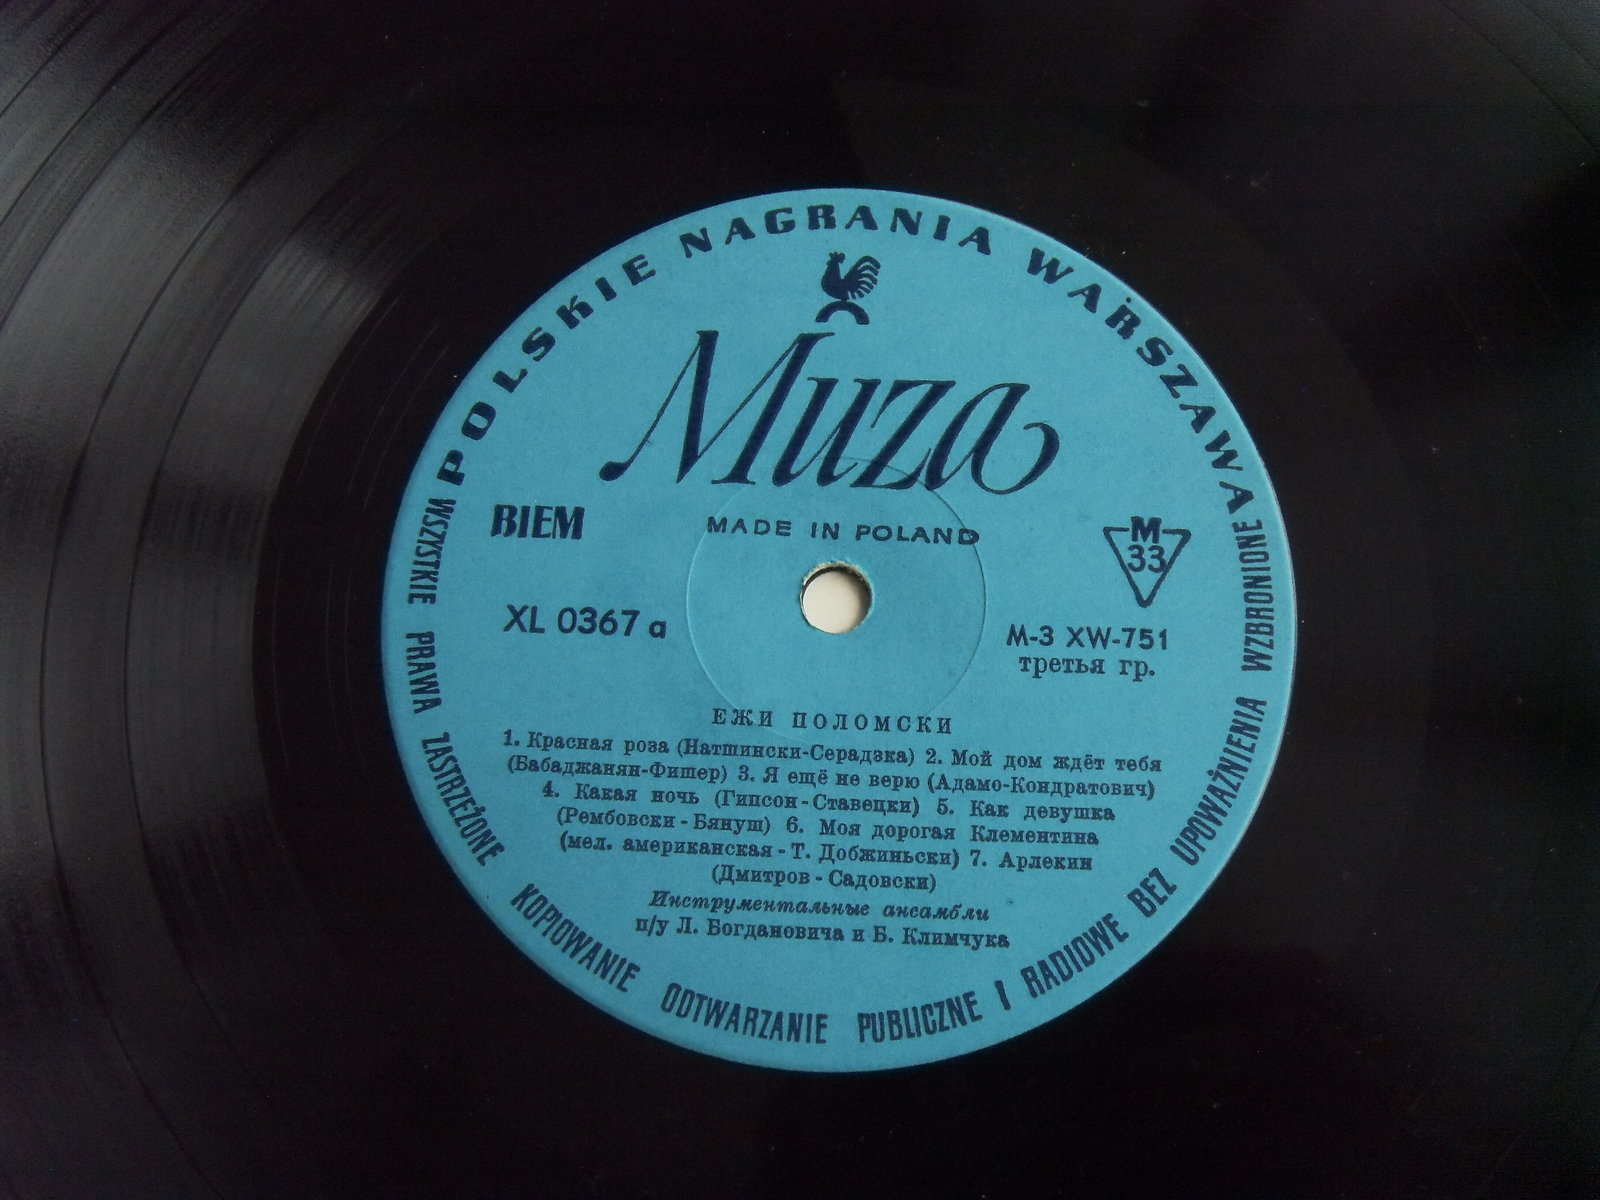 POLSKIE NAGRANIA WARSZAWA
Muza
BIEM
MADE IN POLAND
M
33
XL 0367 a
M-3 XW-751
третья гр.
ЕЖИ ПОЛОМСКИ
1. Красная роза (Натшински-Серадзка) 2. Мой дом ждёт тебя
(Бабаджанян-Фишер) 3. Я ещё не верю (Адамо-Кондратович)
4. Какая ночь (Гипсон-Ставецки) 5. Как девушка
(Рембовски-Бянуш) 6. Моя дорогая Клементина
(мел. американская-Т. Добжиньски) 7. Арлекин
(Дмитров-Садовски)
Инструментальные ансамбли
п/у Л. Богдановича и Б. Климчука
WSZYSTKIE PRAWA ZASTRZEŻONE KOPIOWANIE ODTWARZANIE PUBLICZNE I RADIOWE BEZ UPOWAŻNIENIA WZBRONIONE